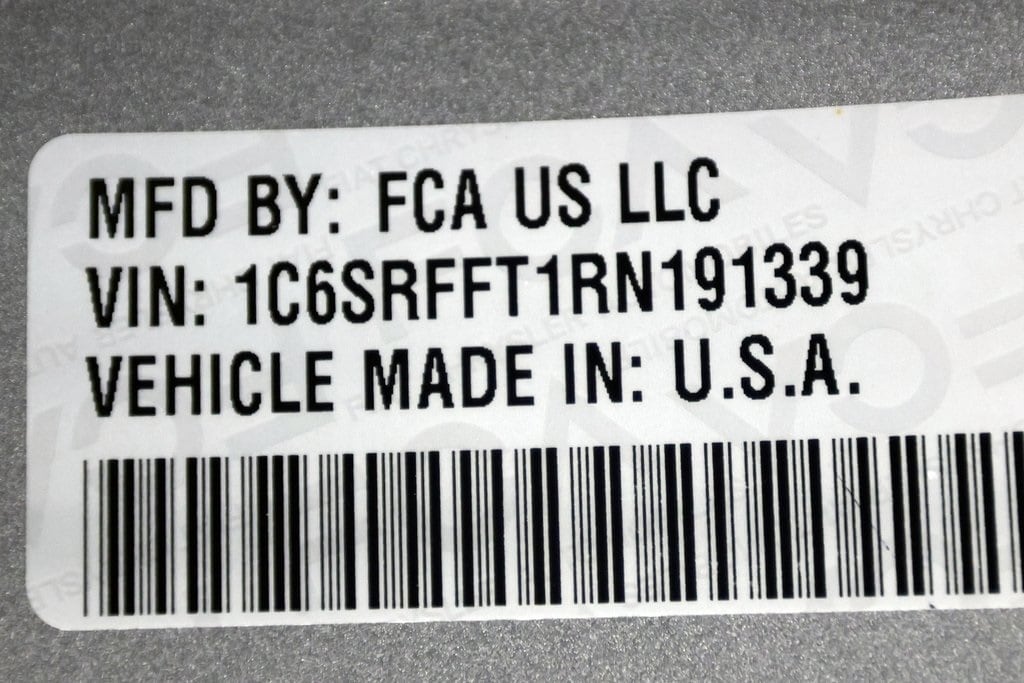 MFD BY: FCA US LLC
VIN: 1C6SRFFT1RN191339
VEHICLE MADE IN: U.S.A.